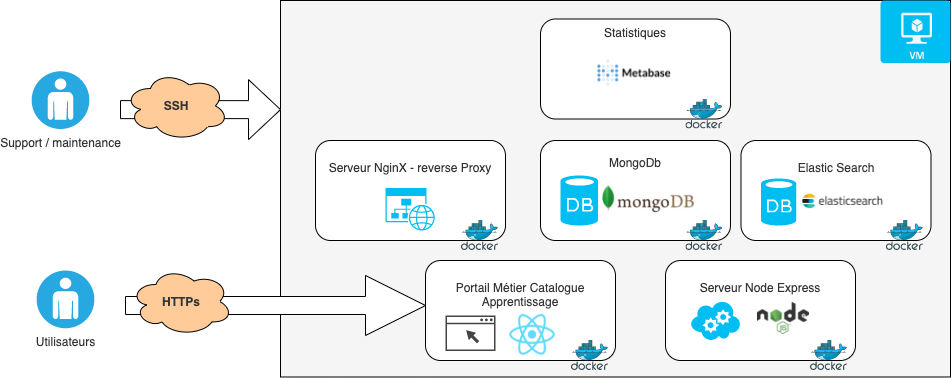 VM
Statistiques
Metabase
docker
SSH
Support / maintenance
Serveur NginX - reverse Proxy
docker
MongoDb
DB
mongoDB
docker
Elastic Search
DB
elasticsearch
docker
HTTPs
Utilisateurs
Portail Métier Catalogue
Apprentissage
docker
Serveur Node Express
node
JS
docker